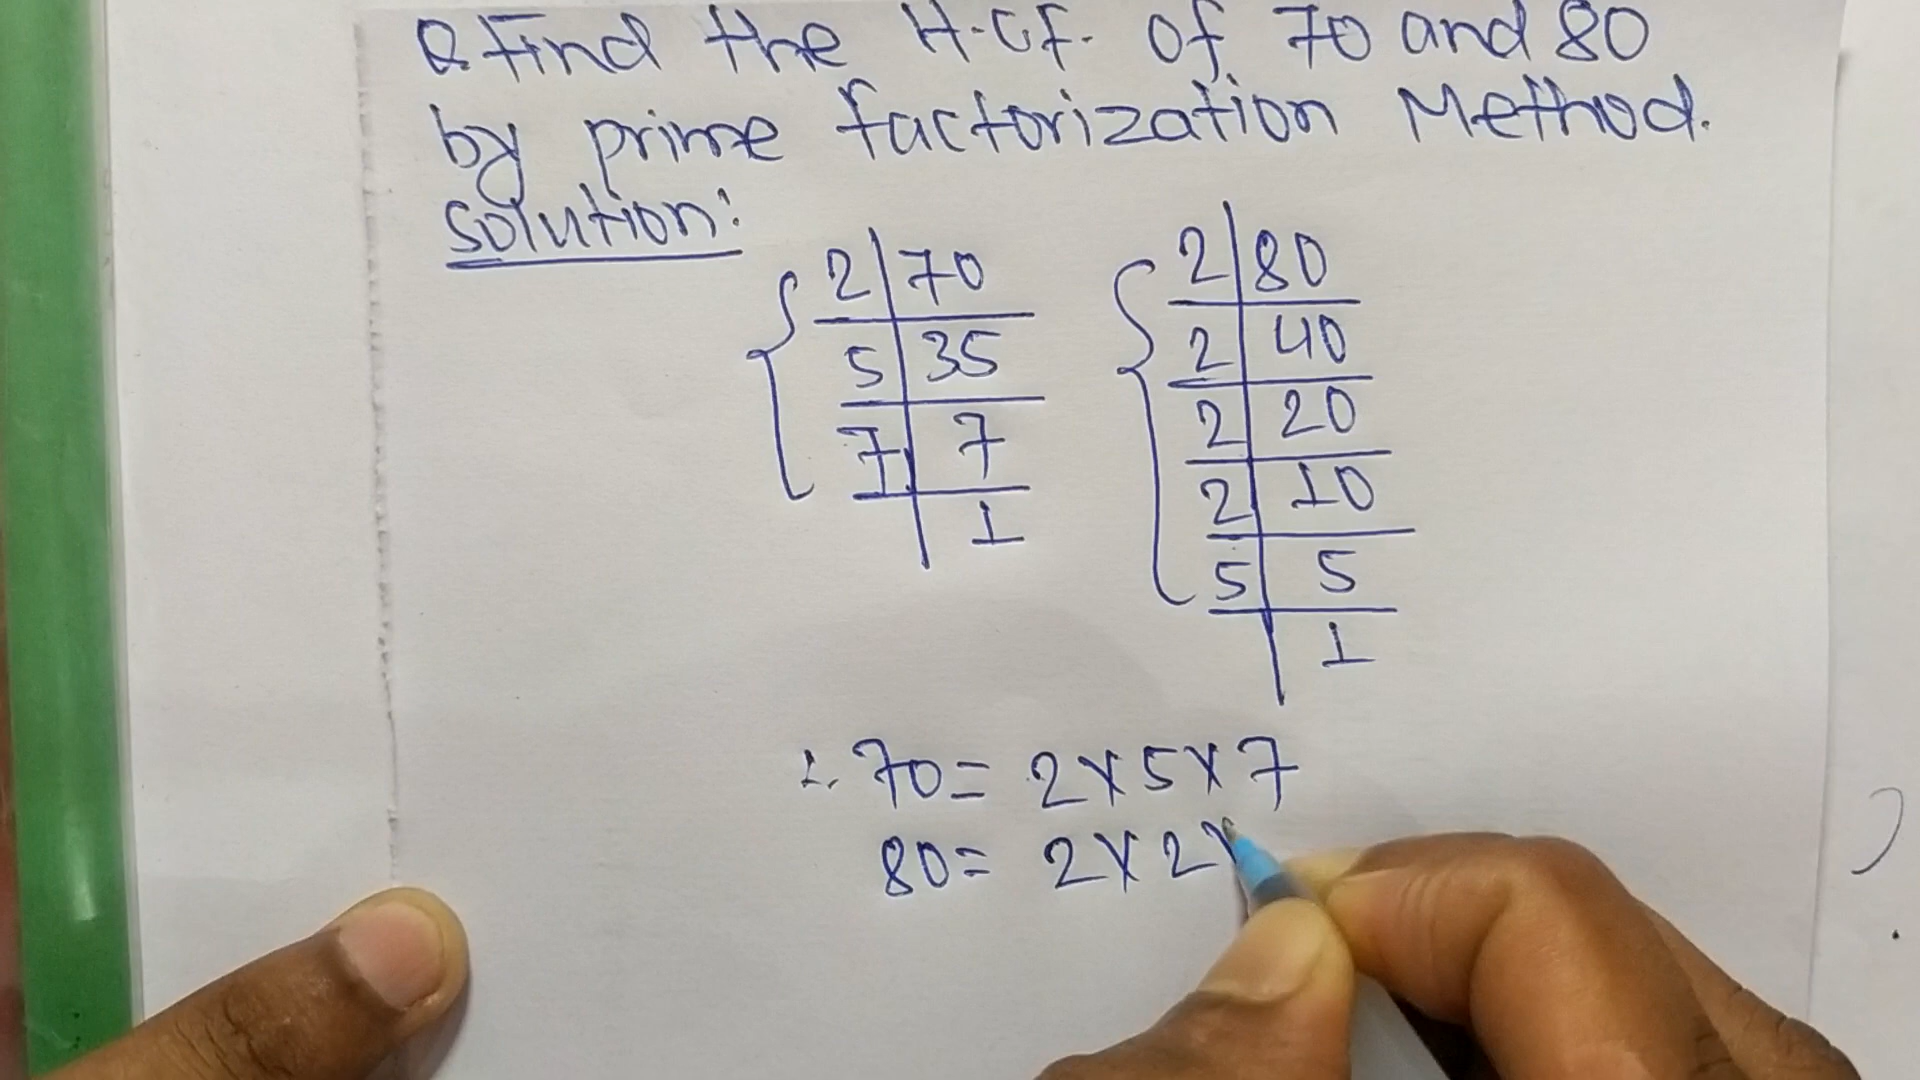 Q. Find the H.C.F. of 70 and 80
by prime factorization Method.
Solution:
2 | 70
5 | 35
7 | 7
1
2 | 80
2 | 40
2 | 20
2 | 10
5 | 5
1
∴ 70 = 2 × 5 × 7
80 = 2 × 2 ×